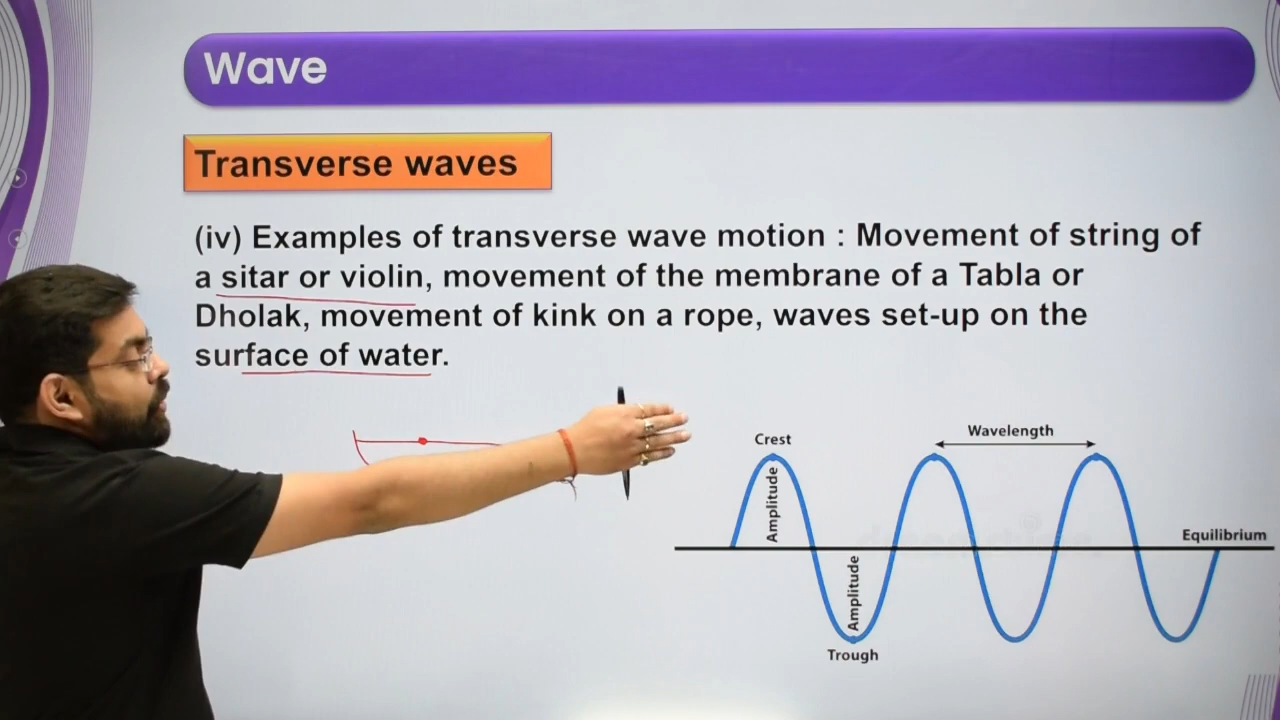 Wave
Transverse waves
(iv) Examples of transverse wave motion : Movement of string of
a sitar or violin, movement of the membrane of a Tabla or
Dholak, movement of kink on a rope, waves set-up on the
surface of water.
Wavelength
Crest
Amplitude
Equilibrium
Amplitude
Trough